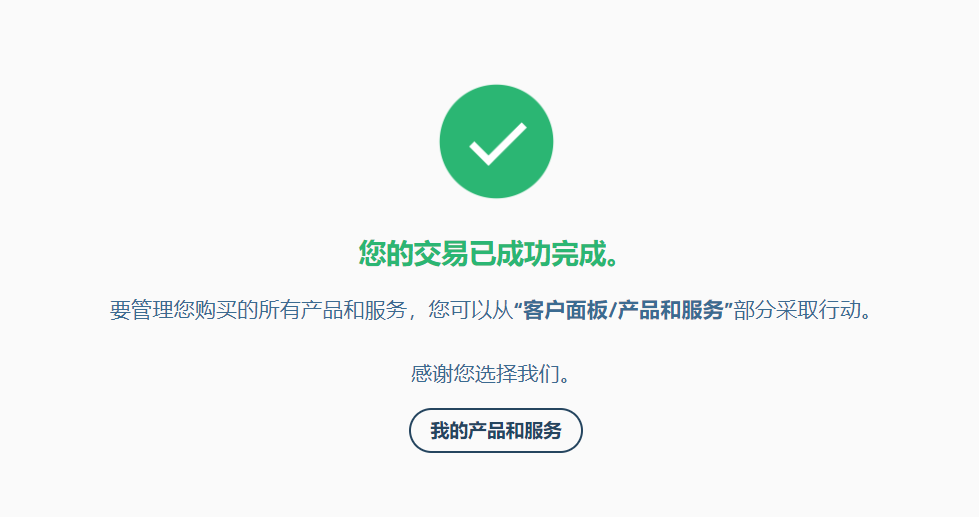 您的交易已成功完成。
要管理您购买的所有产品和服务，您可以从“客户面板/产品和服务”部分采取行动。
感谢您选择我们。
我的产品和服务